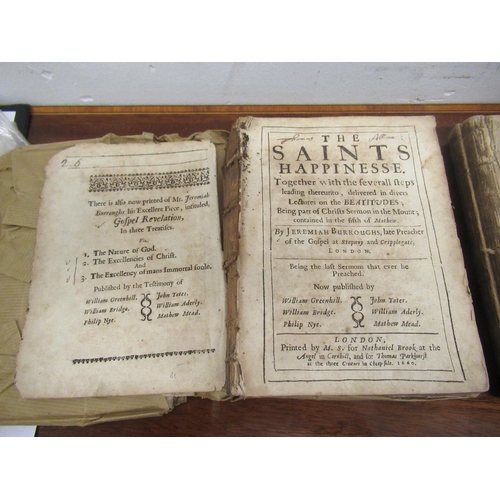 2 6
There is also now printed of Mr. Jeremiah
Burroughs his Excellent Piece, intituled,
Gospel Revelation,
In three Treatises.
Viz.
1. The Nature of God.
2. The Excellencies of Christ.
And
3. The Excellency of mans Immortal soule.
Published by the Testimony of
William Greenhill. John Yates.
William Bridge. William Aderly.
Philip Nye. Mathew Mead.
THE
SAINTS
HAPPINESSE,
Together with the severall steps
leading thereunto, delivered in divers
Lectures on the BEATITUDES,
Being part of Christs Sermon in the Mount;
contained in the fifth of Mathew.
By JEREMIAH BURROUGHS, late Preacher
of the Gospel at Stepney and Cripplegate,
LONDON.
Being the last Sermons that ever he
Preached.
Now published by
William Greenhill. John Yates.
William Bridge. William Aderly.
Philip Nye. Mathew Mead.
LONDON,
Printed by M. S. for Nathaniel Brook at the
Angel in Cornhill, and for Thomas Parkhurst
at the three Crowns in Cheapside. 1660.